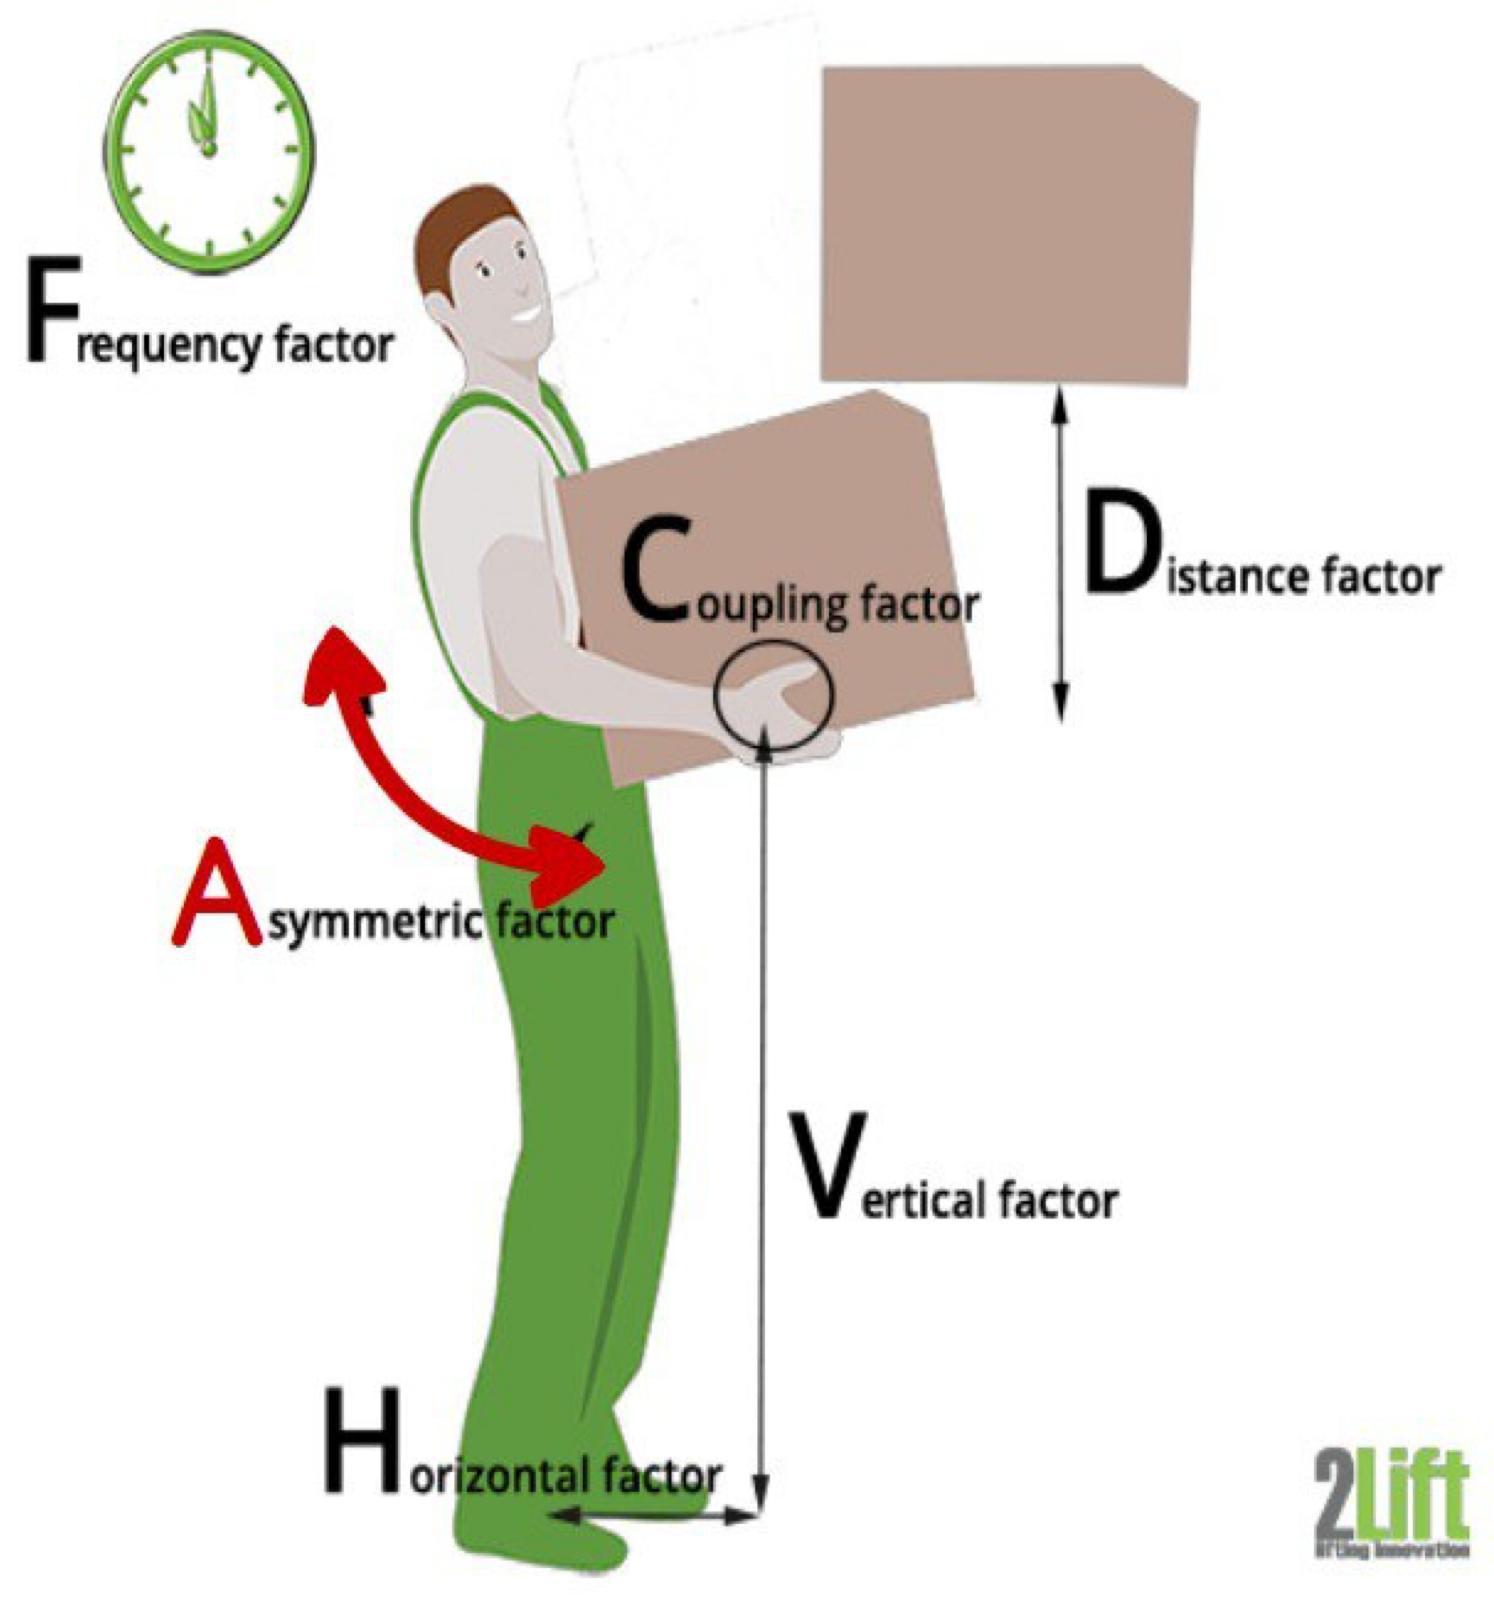 Frequency factor
Coupling factor
Distance factor
Asymmetric factor
Vertical factor
Horizontal factor
2Lift
lifting innovation